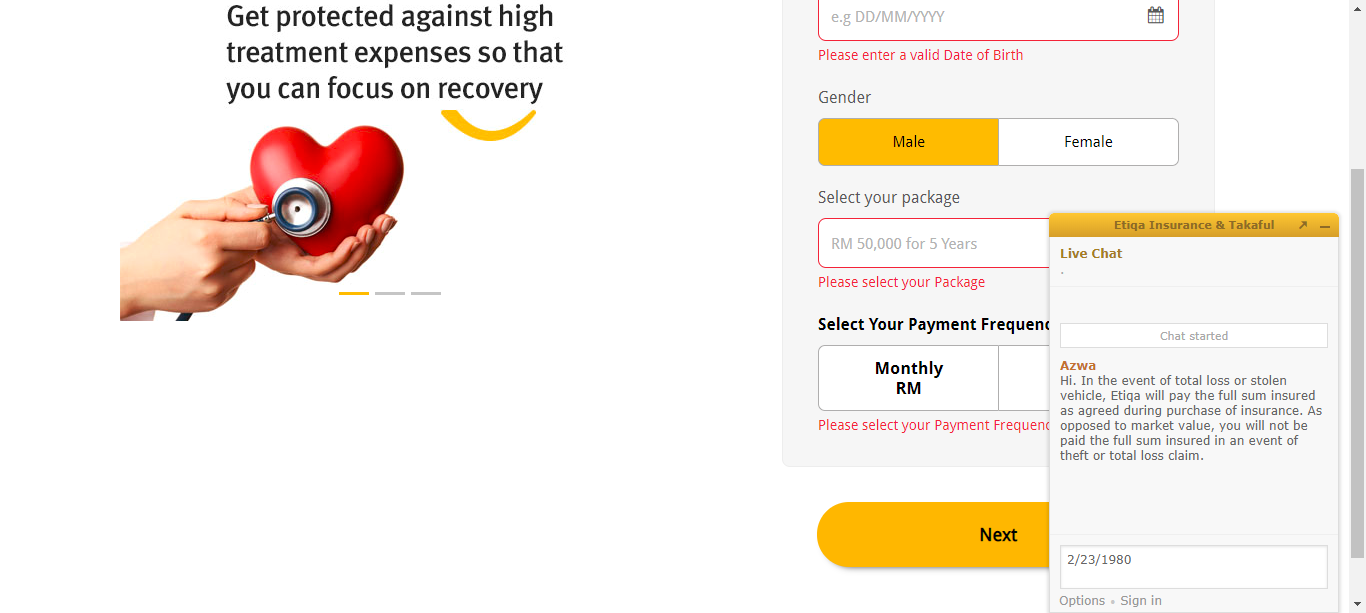 Get protected against high
treatment expenses so that
you can focus on recovery
e.g DD/MM/YYYY
Please enter a valid Date of Birth
Gender
Male
Female
Select your package
RM 50,000 for 5 Years
Please select your Package
Select Your Payment Frequenc
Monthly
RM
Please select your Payment Frequenc
Next
Etiqa Insurance & Takaful
Live Chat
.
Chat started
Azwa
Hi. In the event of total loss or stolen
vehicle, Etiqa will pay the full sum insured
as agreed during purchase of insurance. As
opposed to market value, you will not be
paid the full sum insured in an event of
theft or total loss claim.
2/23/1980
Options • Sign in